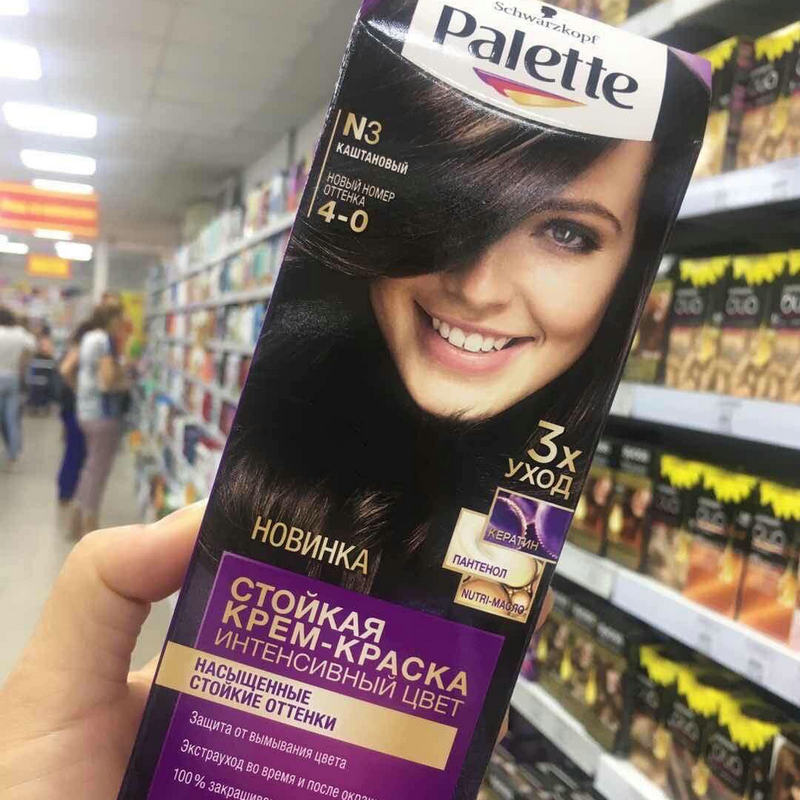 Schwarzkopf
Palette
N3
КАШТАНОВЫЙ
НОВЫЙ НОМЕР
ОТТЕНКА
4-0
3х
УХОД
КЕРАТИН
ПАНТЕНОЛ
NUTRI-МАСЛО
НОВИНКА
СТОЙКАЯ
КРЕМ-КРАСКА
ИНТЕНСИВНЫЙ ЦВЕТ
НАСЫЩЕННЫЕ
СТОЙКИЕ ОТТЕНКИ
Защита от вымывания цвета
Экстрауход во время и после
100 %